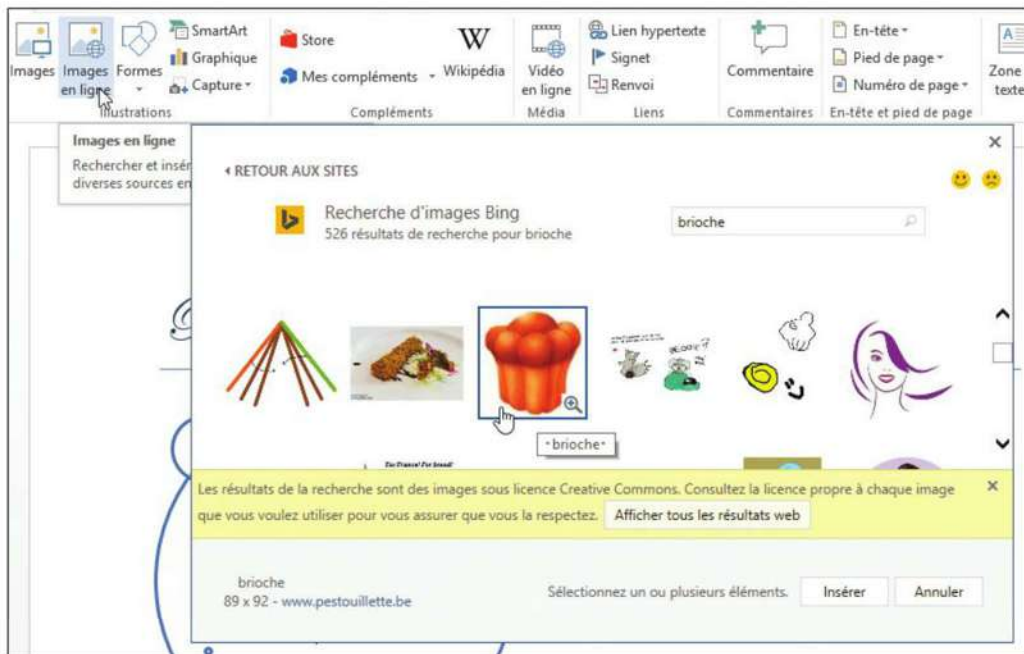 Images
Images
en ligne
Formes
SmartArt
Graphique
Capture
Illustrations
Store
Mes compléments
W
Wikipédia
Compléments
Vidéo
en ligne
Média
Lien hypertexte
Signet
Renvoi
Liens
Commentaire
Commentaires
En-tête
Pied de page
Numéro de page
En-tête et pied de page
A
Zone
texte
Images en ligne
Rechercher et insér
diverses sources en
RETOUR AUX SITES
Recherche d'images Bing
526 résultats de recherche pour brioche
brioche
brioche
Les résultats de la recherche sont des images sous licence Creative Commons. Consultez la licence propre à chaque image
que vous voulez utiliser pour vous assurer que vous la respectez. Afficher tous les résultats web
brioche
89 x 92 - www.pestouillette.be
Sélectionnez un ou plusieurs éléments. Insérer Annuler